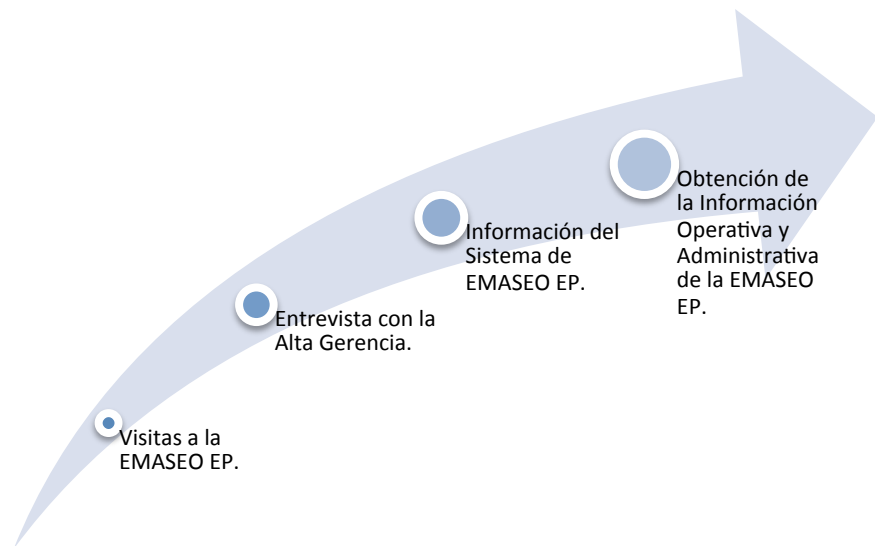 Visitas a la
EMASEO EP.
Entrevista con la
Alta Gerencia.
Información del
Sistema de
EMASEO EP.
Obtención de
la Información
Operativa y
Administrativa
de la EMASEO
EP.